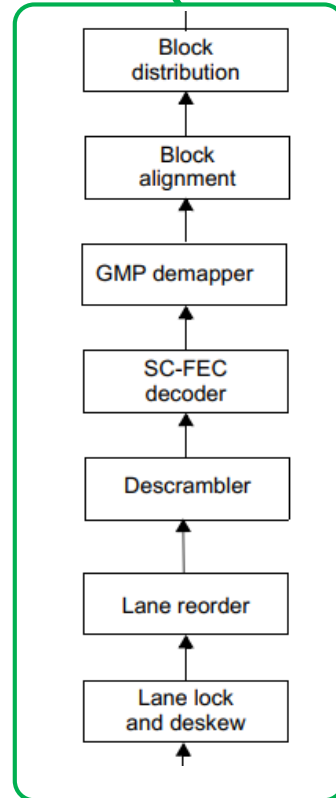 Block
distribution
Block
alignment
GMP demapper
SC-FEC
decoder
Descrambler
Lane reorder
Lane lock
and deskew